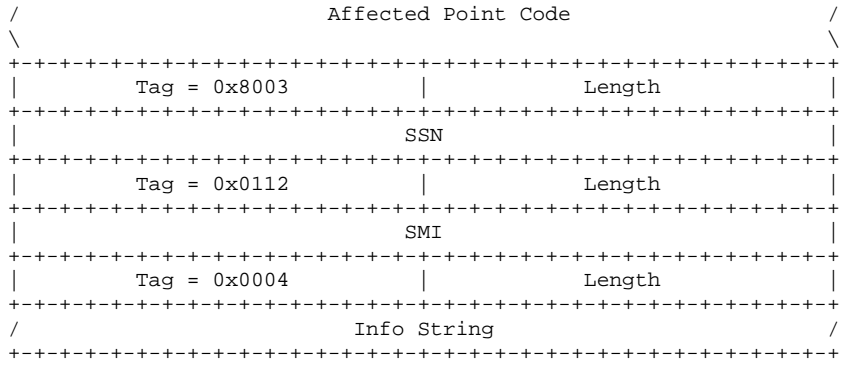 /                     Affected Point Code                       /
\                                                               \
+-+-+-+-+-+-+-+-+-+-+-+-+-+-+-+-+-+-+-+-+-+-+-+-+-+-+-+-+-+-+-+-+
|          Tag = 0x8003          |            Length             |
+-+-+-+-+-+-+-+-+-+-+-+-+-+-+-+-+-+-+-+-+-+-+-+-+-+-+-+-+-+-+-+-+
|                              SSN                              |
+-+-+-+-+-+-+-+-+-+-+-+-+-+-+-+-+-+-+-+-+-+-+-+-+-+-+-+-+-+-+-+-+
|          Tag = 0x0112          |            Length             |
+-+-+-+-+-+-+-+-+-+-+-+-+-+-+-+-+-+-+-+-+-+-+-+-+-+-+-+-+-+-+-+-+
|                              SMI                              |
+-+-+-+-+-+-+-+-+-+-+-+-+-+-+-+-+-+-+-+-+-+-+-+-+-+-+-+-+-+-+-+-+
|          Tag = 0x0004          |            Length             |
+-+-+-+-+-+-+-+-+-+-+-+-+-+-+-+-+-+-+-+-+-+-+-+-+-+-+-+-+-+-+-+-+
/                          Info String                          /
+-+-+-+-+-+-+-+-+-+-+-+-+-+-+-+-+-+-+-+-+-+-+-+-+-+-+-+-+-+-+-+-+